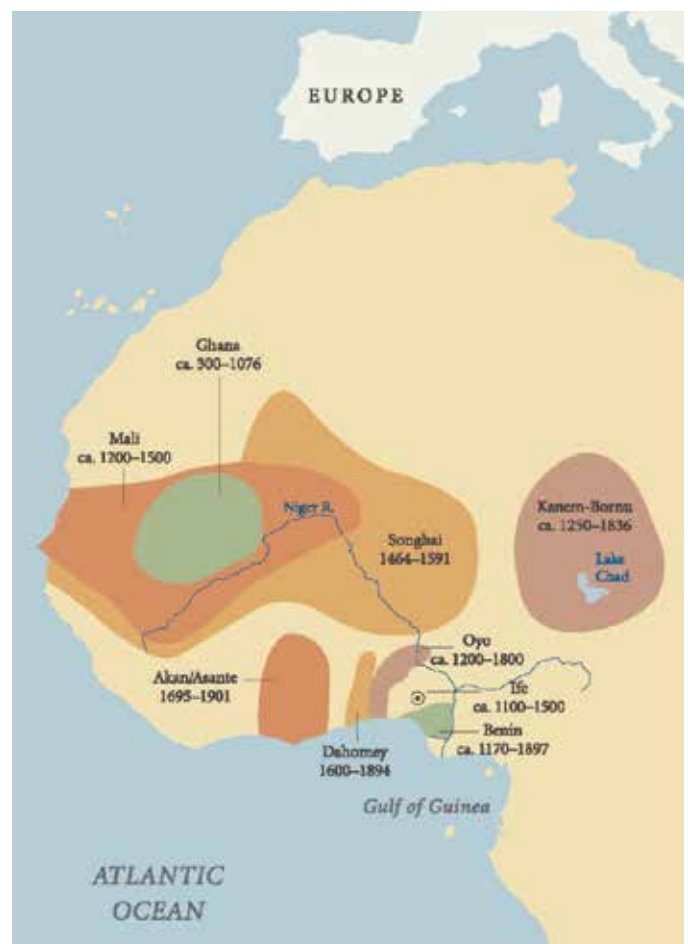 EUROPE
Ghana
ca. 300–1076
Mali
ca. 1200–1500
Niger R.
Songhai
1464–1591
Kanem-Bornu
ca. 1250–1836
Lake
Chad
Oyo
ca. 1200–1800
Akan/Asante
1695–1901
Ife
ca. 1100–1500
Benin
ca. 1170–1897
Dahomey
1600–1894
Gulf of Guinea
ATLANTIC
OCEAN